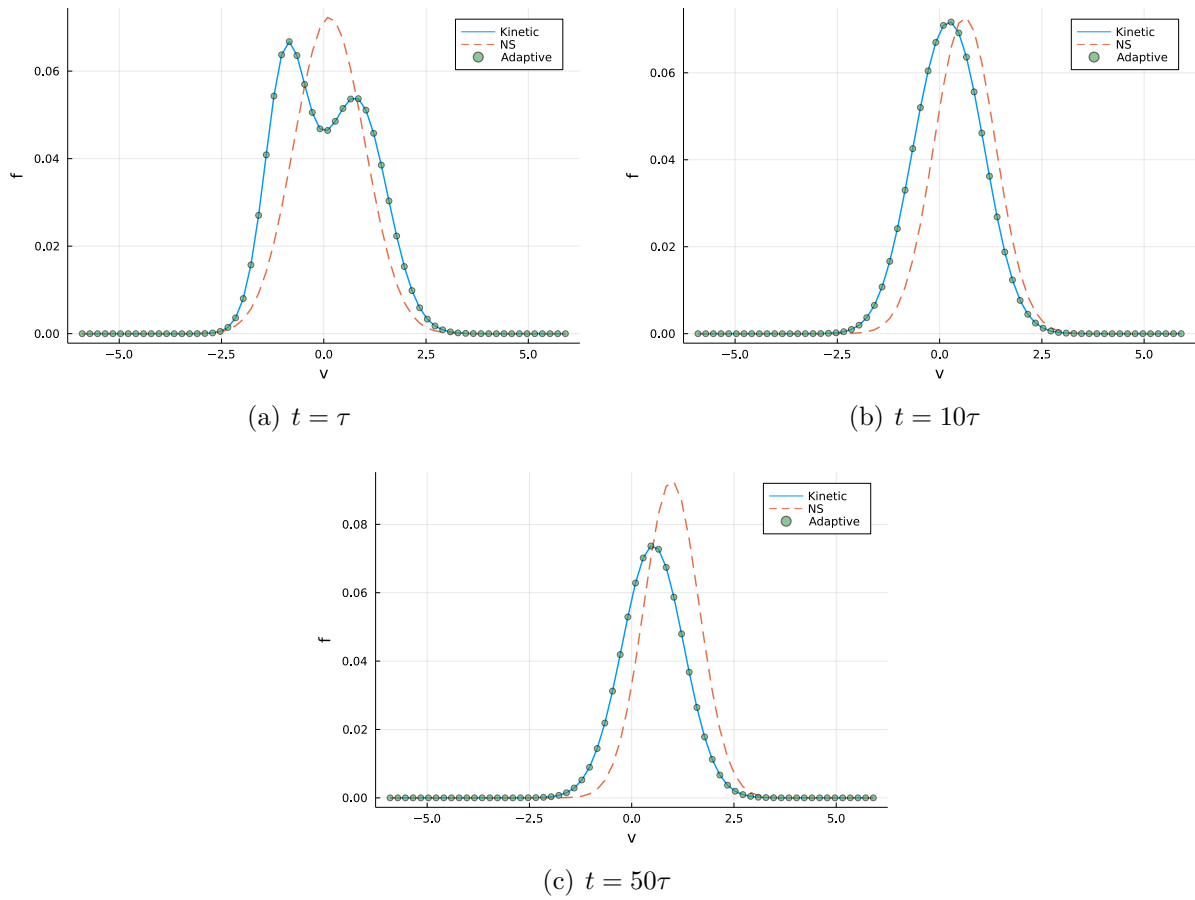 Kinetic
NS
Adaptive
f
0.06
0.04
0.02
0.00
−5.0 −2.5 0.0 2.5 5.0
v
(a) t = τ
Kinetic
NS
Adaptive
f
0.06
0.04
0.02
0.00
−5.0 −2.5 0.0 2.5 5.0
v
(b) t = 10τ
Kinetic
NS
Adaptive
f
0.08
0.06
0.04
0.02
0.00
−5.0 −2.5 0.0 2.5 5.0
v
(c) t = 50τ